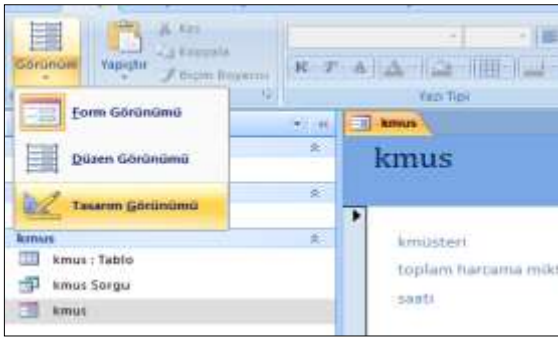 Kes
Kopyala
Biçim Boyacısı
Görünüm
Yapıştır
K T A
Yazı Tipi
Form Görünümü
Düzen Görünümü
Tasarım Görünümü
kmus
kmus : Tablo
kmus Sorgu
kmus
kmus
kmus
kmüsteri
toplam harcama mikt
saati